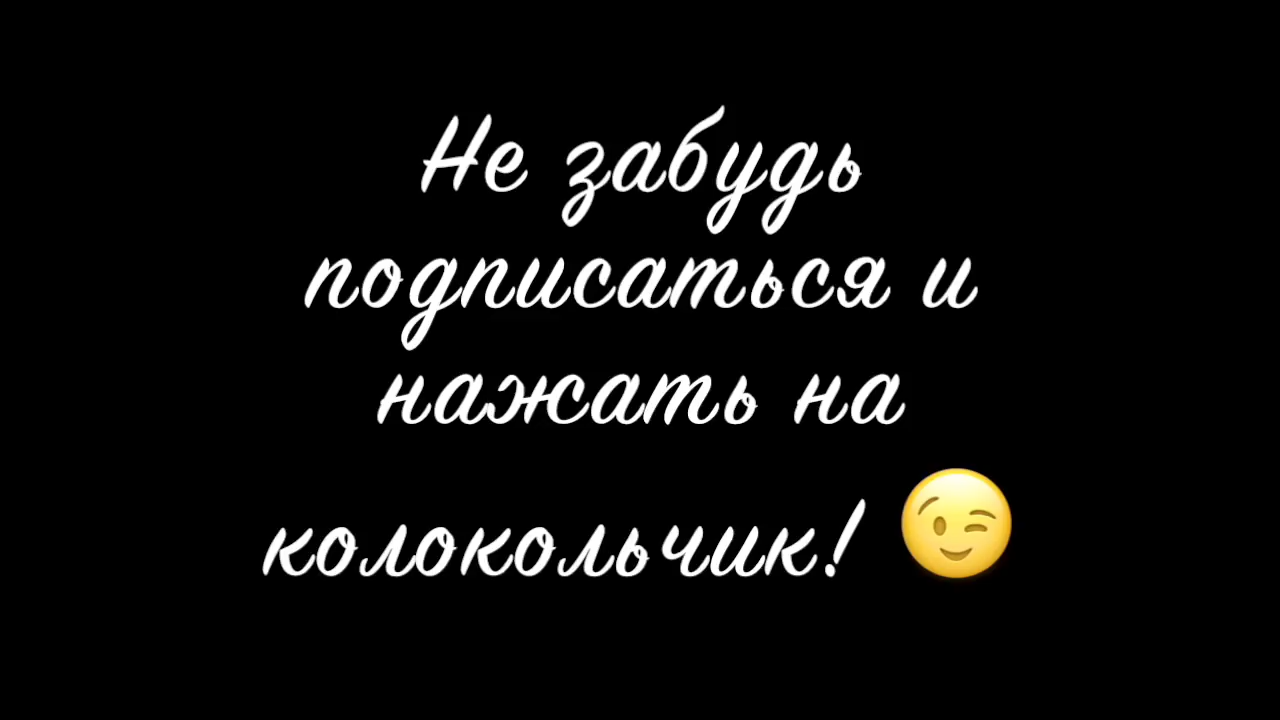 Не забудь
подписаться и
нажать на
колокольчик! 😉